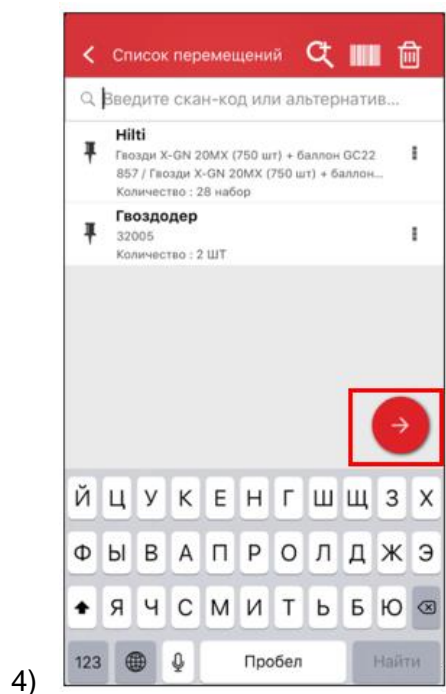 Список перемещений
Введите скан-код или альтернатив...
Hilti
Гвозди X-GN 20MX (750 шт) + баллон GC22
857 / Гвозди X-GN 20MX (750 шт) + баллон...
Количество : 28 набор
Гвоздодер
32005
Количество : 2 ШТ
Й Ц У К Е Н Г Ш Щ З Х
Ф Ы В А П Р О Л Д Ж Э
Я Ч С М И Т Ь Б Ю
123 Пробел Найти
4)